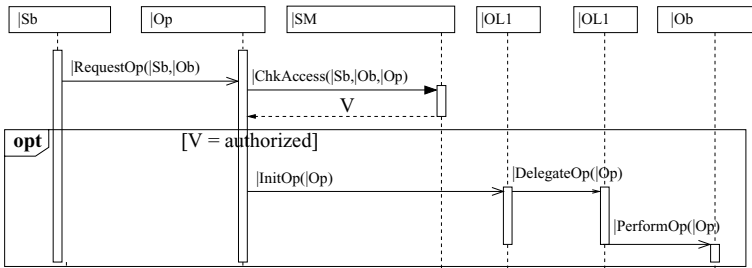 |Sb
|Op
|SM
|OL1
|OL1
|Ob
|RequestOp(|Sb,|Ob)
|ChkAccess(|Sb,|Ob,|Op)
V
opt
[V = authorized]
|InitOp(|Op)
|DelegateOp(|Op)
|PerformOp(|Op)